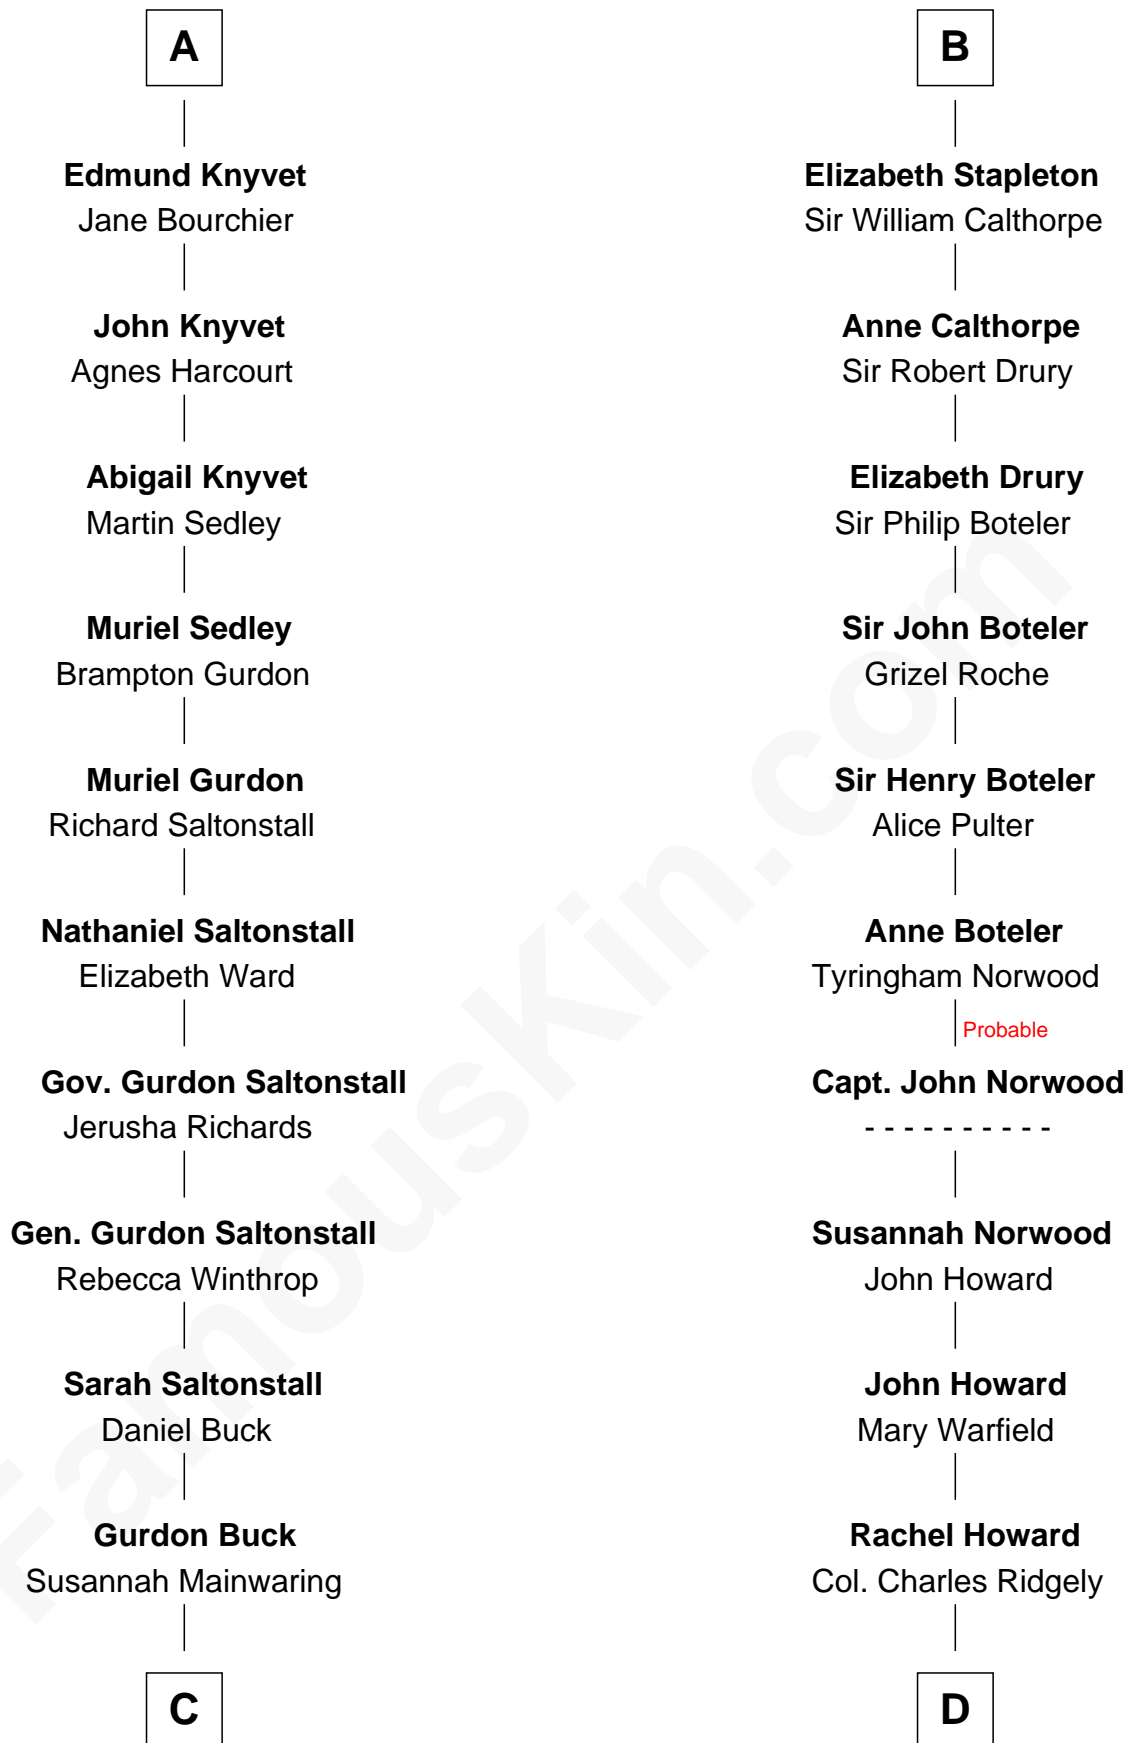 A
Edmund Knyvet
Jane Bourchier
John Knyvet
Agnes Harcourt
Abigail Knyvet
Martin Sedley
Muriel Sedley
Brampton Gurdon
Muriel Gurdon
Richard Saltonstall
Nathaniel Saltonstall
Elizabeth Ward
Gov. Gurdon Saltonstall
Jerusha Richards
Gen. Gurdon Saltonstall
Rebecca Winthrop
Sarah Saltonstall
Daniel Buck
Gurdon Buck
Susannah Mainwaring
C
B
Elizabeth Stapleton
Sir William Calthorpe
Anne Calthorpe
Sir Robert Drury
Elizabeth Drury
Sir Philip Boteler
Sir John Boteler
Grizel Roche
Sir Henry Boteler
Alice Pulter
Anne Boteler
Tyringham Norwood
Probable
Capt. John Norwood
- - - - - - - - - -
Susannah Norwood
John Howard
John Howard
Mary Warfield
Rachel Howard
Col. Charles Ridgely
D
FamousKin.com